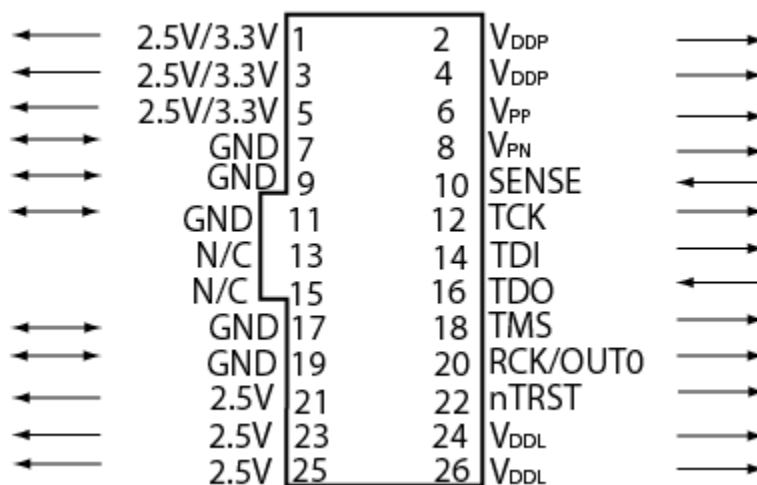 2.5V/3.3V 1 2 VDDP
2.5V/3.3V 3 4 VDDP
2.5V/3.3V 5 6 VPP
GND 7 8 VPN
GND 9 10 SENSE
GND 11 12 TCK
N/C 13 14 TDI
N/C 15 16 TDO
GND 17 18 TMS
GND 19 20 RCK/OUT0
2.5V 21 22 nTRST
2.5V 23 24 VDDL
2.5V 25 26 VDDL